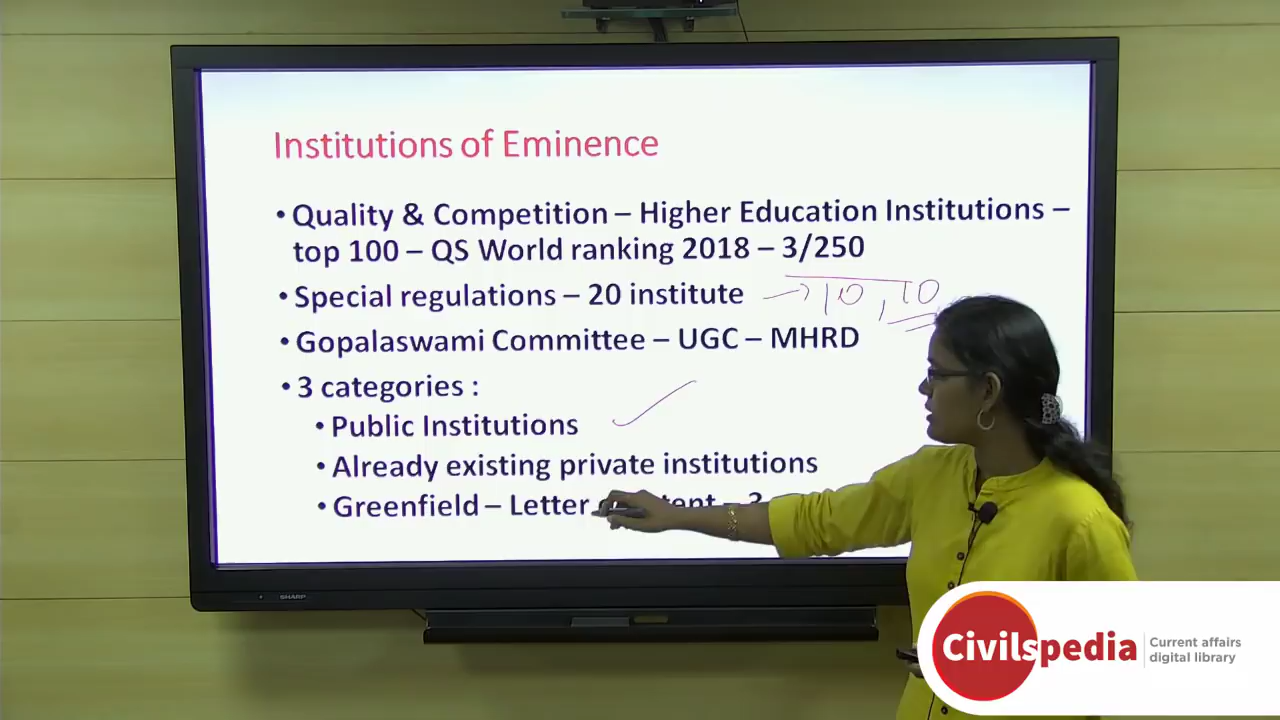 Institutions of Eminence
• Quality & Competition – Higher Education Institutions –
top 100 – QS World ranking 2018 – 3/250
• Special regulations – 20 institute → 10, 10
• Gopalaswami Committee – UGC – MHRD
• 3 categories :
• Public Institutions
• Already existing private institutions
• Greenfield – Letter
SHARP
Civilspedia
Current affairs
digital library